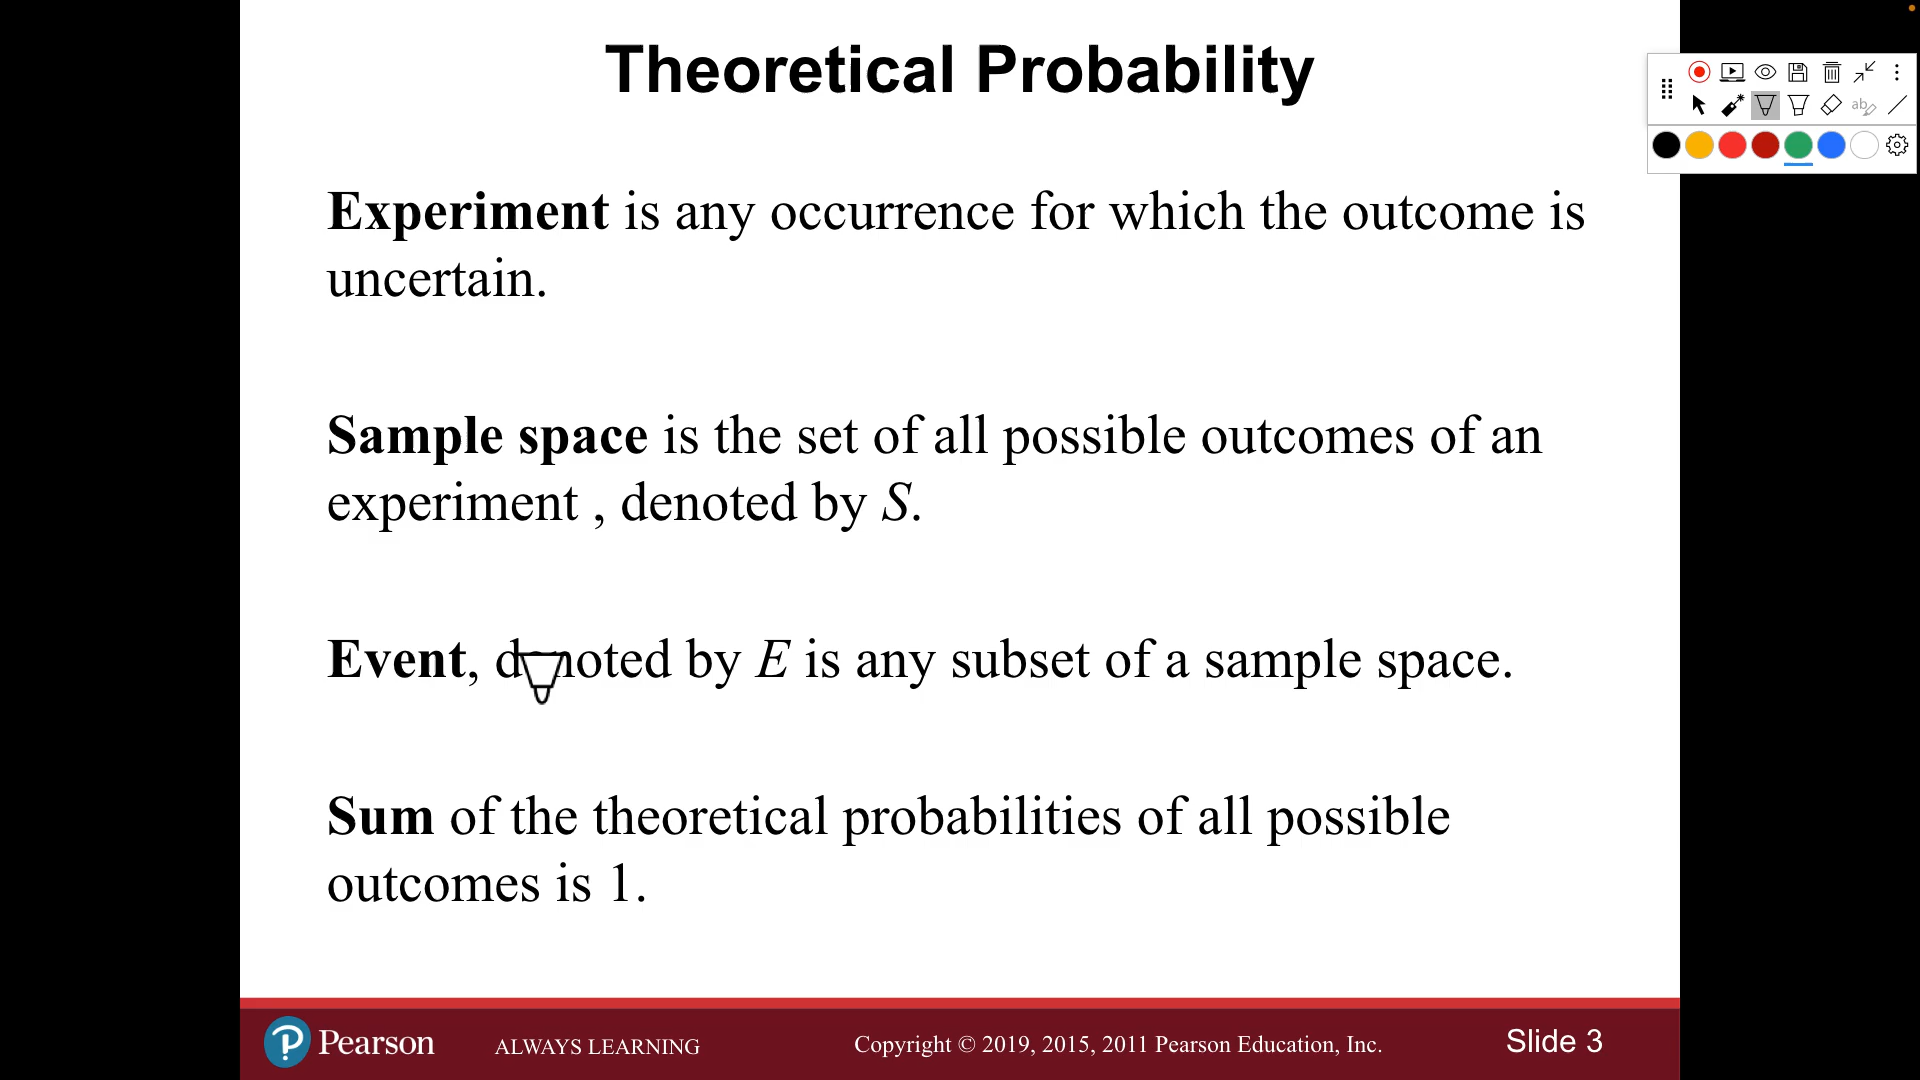 Theoretical Probability
Experiment is any occurrence for which the outcome is
uncertain.
Sample space is the set of all possible outcomes of an
experiment , denoted by S.
Event, denoted by E is any subset of a sample space.
Sum of the theoretical probabilities of all possible
outcomes is 1.
Pearson
ALWAYS LEARNING
Copyright © 2019, 2015, 2011 Pearson Education, Inc.
Slide 3
ab